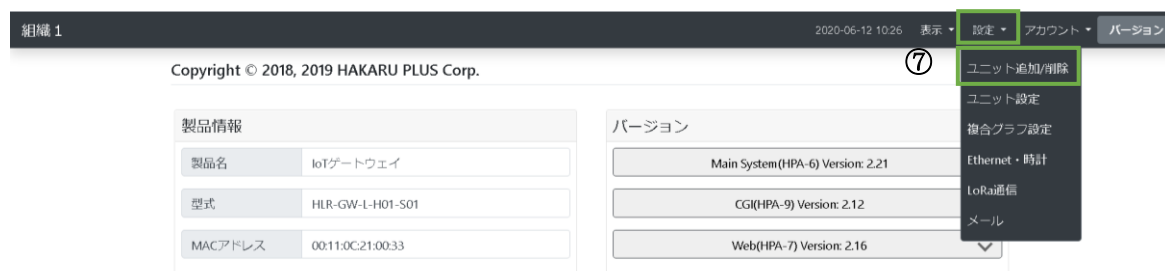 組織 1 2020-06-12 10:26 表示 設定 アカウント バージョン
⑦
Copyright © 2018, 2019 HAKARU PLUS Corp.
ユニット追加/削除
ユニット設定
複合グラフ設定
Ethernet・時計
LoRa通信
メール
製品情報
製品名 IoTゲートウェイ
型式 HLR-GW-L-H01-S01
MACアドレス 00:11:0C:21:00:33
バージョン
Main System(HPA-6) Version: 2.21
CGI(HPA-9) Version: 2.12
Web(HPA-7) Version: 2.16